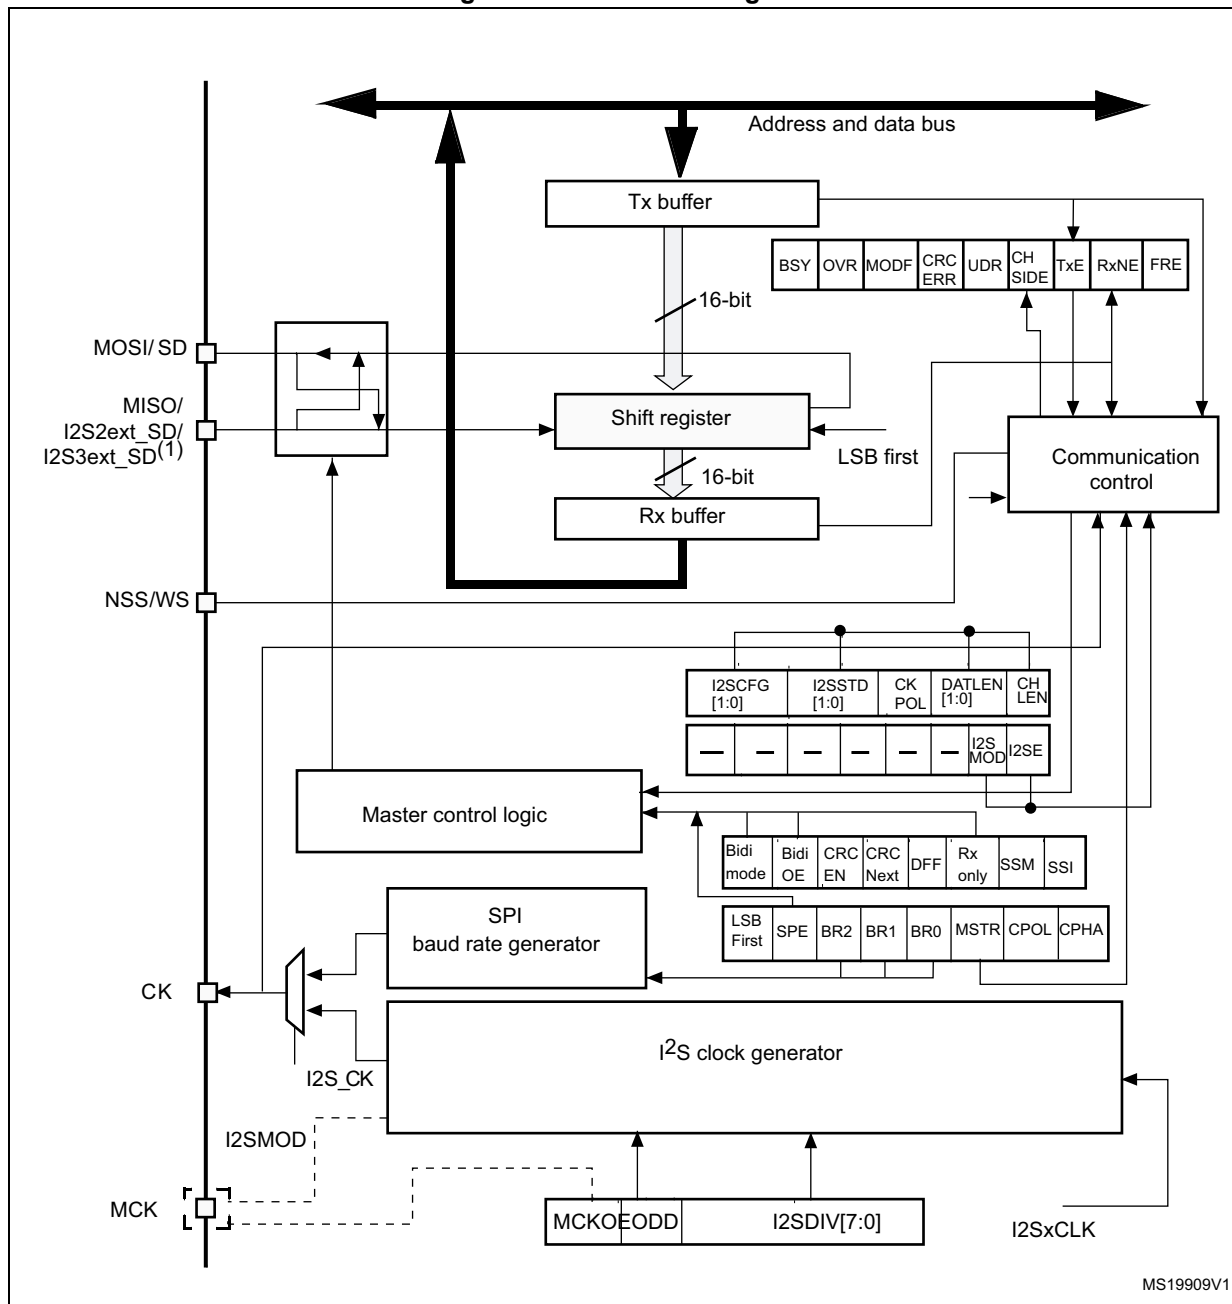 Address and data bus
Tx buffer
BSY OVR MODF CRC ERR UDR CH SIDE TxE RxNE FRE
16-bit
MOSI/ SD
MISO/
I2S2ext_SD/
I2S3ext_SD(1)
Shift register
LSB first
Communication
control
16-bit
Rx buffer
NSS/WS
I2SCFG [1:0] I2SSTD [1:0] CK POL DATLEN [1:0] CH LEN
I2S MOD I2SE
Master control logic
Bidi mode Bidi OE CRC EN CRC Next DFF Rx only SSM SSI
LSB First SPE BR2 BR1 BR0 MSTR CPOL CPHA
SPI
baud rate generator
CK
I2S clock generator
I2S_CK
I2SMOD
MCK
MCKOE ODD I2SDIV[7:0]
I2SxCLK
MS19909V1